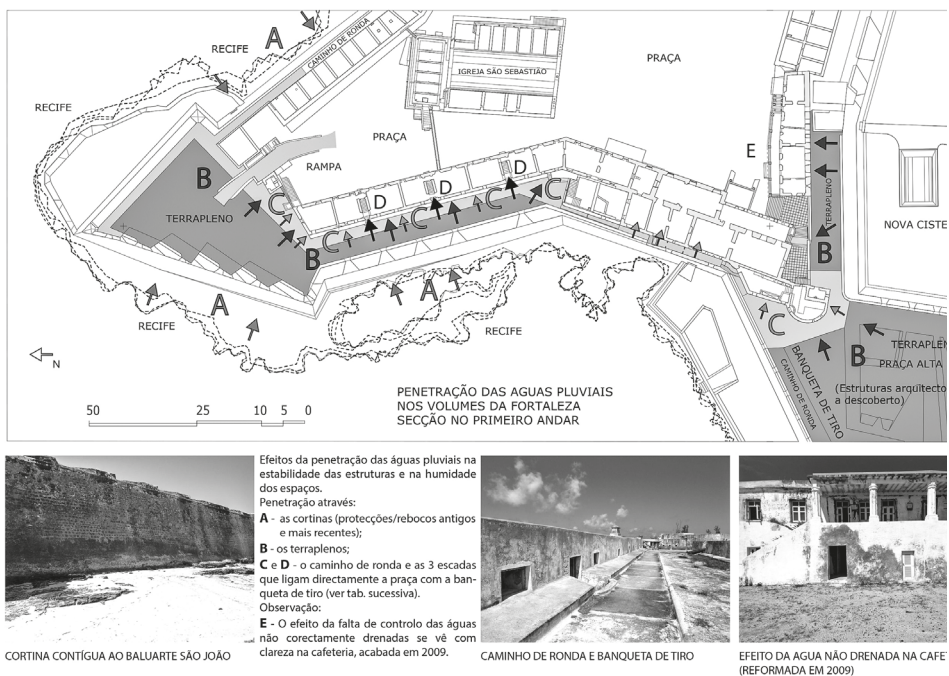 A
RECIFE
CAMINHO DE RONDA
IGREJA SÃO SEBASTIÃO
PRAÇA
RECIFE
PRAÇA
RAMPA
B
TERRAPLENO
C
D
D
D
C
C
C
C
B
E
TERRAPLENO
B
NOVA CISTE
A
RECIFE
A
RECIFE
N
C
BANQUETA DE TIRO
CAMINHO DE RONDA
B
TERRAPLEN
PRAÇA ALTA
(Estruturas arquitecto
a descoberto)
50 25 10 5 0
PENETRAÇÃO DAS AGUAS PLUVIAIS
NOS VOLUMES DA FORTALEZA
SECÇÃO NO PRIMEIRO ANDAR
Efeitos da penetração das águas pluviais na
estabilidade das estruturas e na humidade
dos espaços.
Penetração através:
A - as cortinas (protecções/rebocos antigos
e mais recentes);
B - os terraplenos;
C e D - o caminho de ronda e as 3 escadas
que ligam directamente a praça com a ban-
queta de tiro (ver tab. sucessiva).
Observação:
E - O efeito da falta de controlo das águas
não corectamente drenadas se vê com
clareza na cafeteria, acabada em 2009.
CORTINA CONTÍGUA AO BALUARTE SÃO JOÃO
CAMINHO DE RONDA E BANQUETA DE TIRO
EFEITO DA AGUA NÃO DRENADA NA CAFE
(REFORMADA EM 2009)